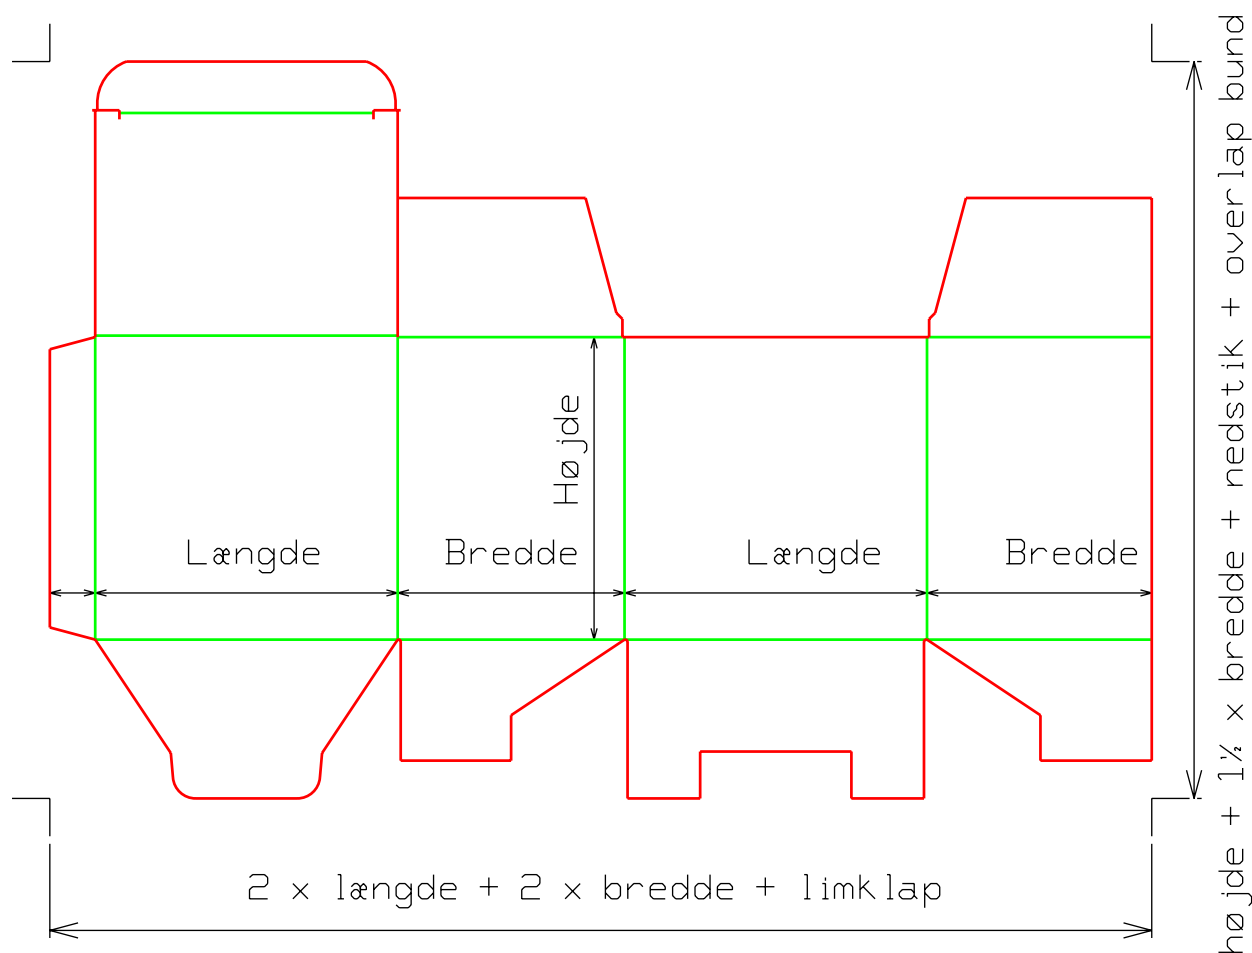 Højde
Længde
Bredde
Længde
Bredde
2 x længde + 2 x bredde + limklap
højde + 1½ x bredde + nedstik + overlap bund